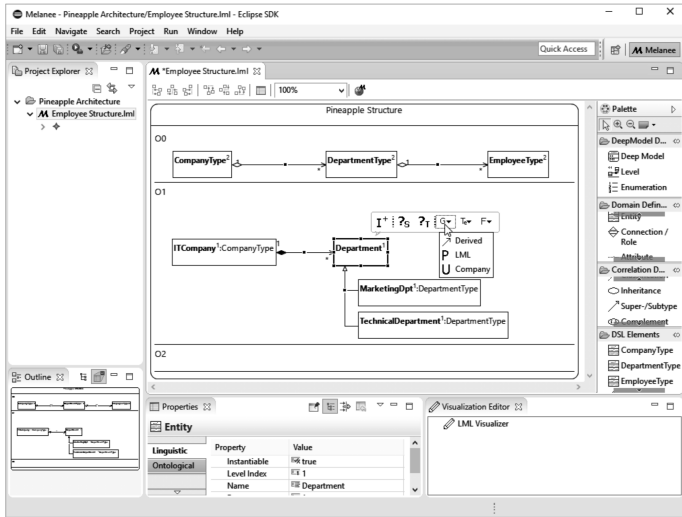 Melanee - Pineapple Architecture/Employee Structure.lml - Eclipse SDK
File Edit Navigate Search Project Run Window Help
Quick Access
Melanee
Project Explorer
Pineapple Architecture
Employee Structure.lml
*Employee Structure.lml
100%
Pineapple Structure
O0
CompanyType2
1
*
DepartmentType2
1
*
EmployeeType2
O1
I+ ?S ?T G T F
Derived
P LML
U Company
ITCompany1:CompanyType
1
*
Department1
MarketingDpt1:DepartmentType
TechnicalDepartment1:DepartmentType
O2
Palette
DeepModel D...
Deep Model
Level
Enumeration
Domain Defin...
Entity
Connection /
Role
Attribute
Correlation D...
Inheritance
Super-/Subtype
Complement
DSL Elements
CompanyType
DepartmentType
EmployeeType
Outline
Properties
Entity
Linguistic
Ontological
Property Value
Instantiable true
Level Index 1
Name Department
Visualization Editor
LML Visualizer